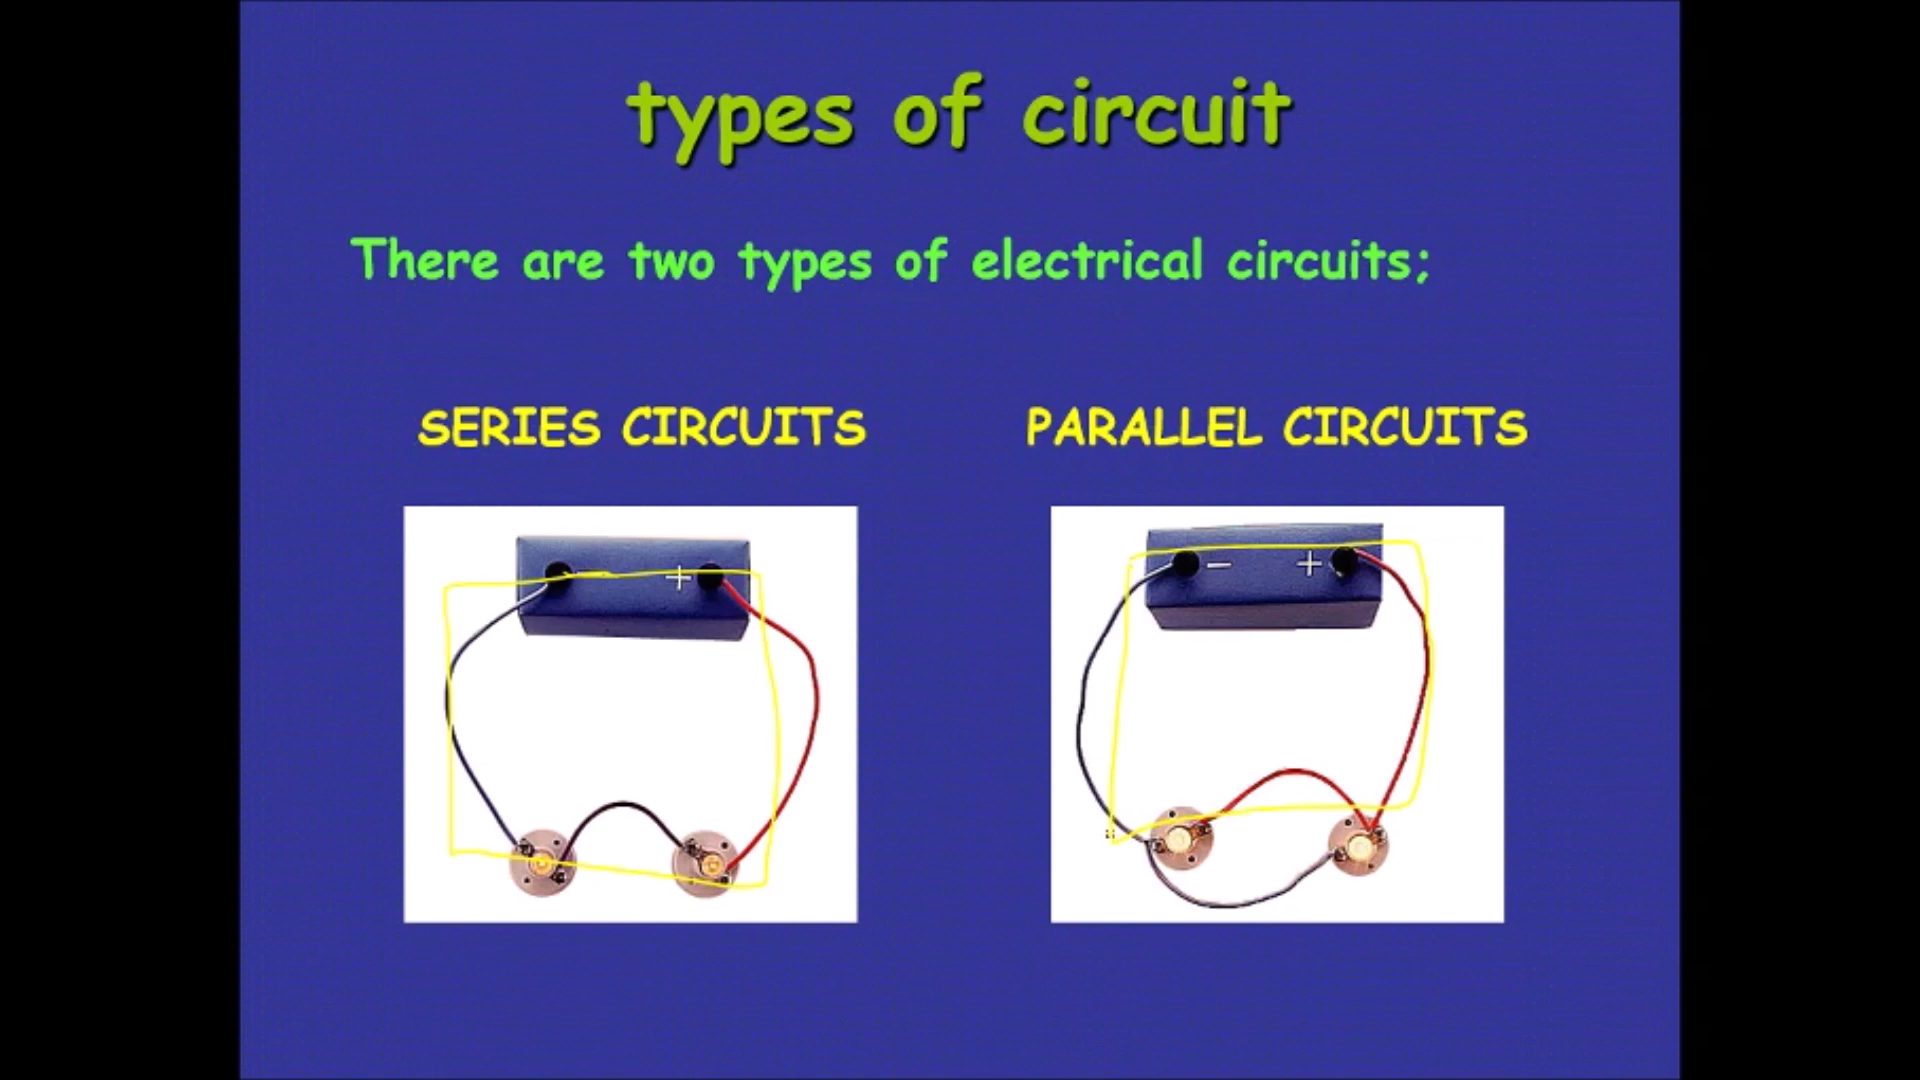 types of circuit
There are two types of electrical circuits;
SERIES CIRCUITS
PARALLEL CIRCUITS
+
− +